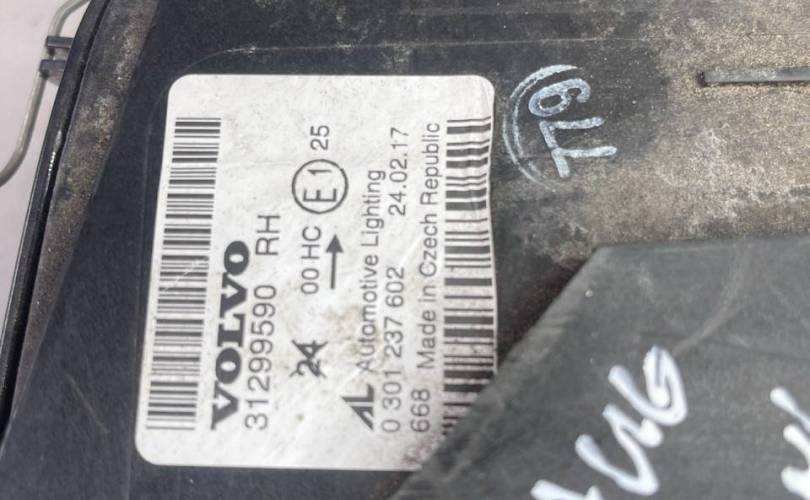 VOLVO
31299590 RH
24 00 HC E1 25
AL Automotive Lighting
0 301 237 602 24.02.17
668 Made in Czech Republic